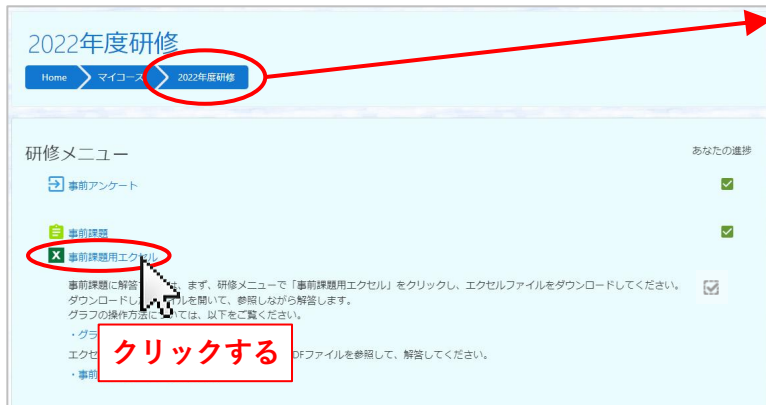 2022年度研修
Home マイコース 2022年度研修
研修メニュー
あなたの進捗
事前アンケート
事前課題
事前課題用エクセル
事前課題に解答 は、まず、研修メニューで「事前課題用エクセル」をクリックし、エクセルファイルをダウンロードしてください。
ダウンロードし イルを開いて、参照しながら解答します。
グラフの操作方法については、以下をご覧ください。
・グラ
エクセ DFファイルを参照して、解答してください。
・事前
クリックする